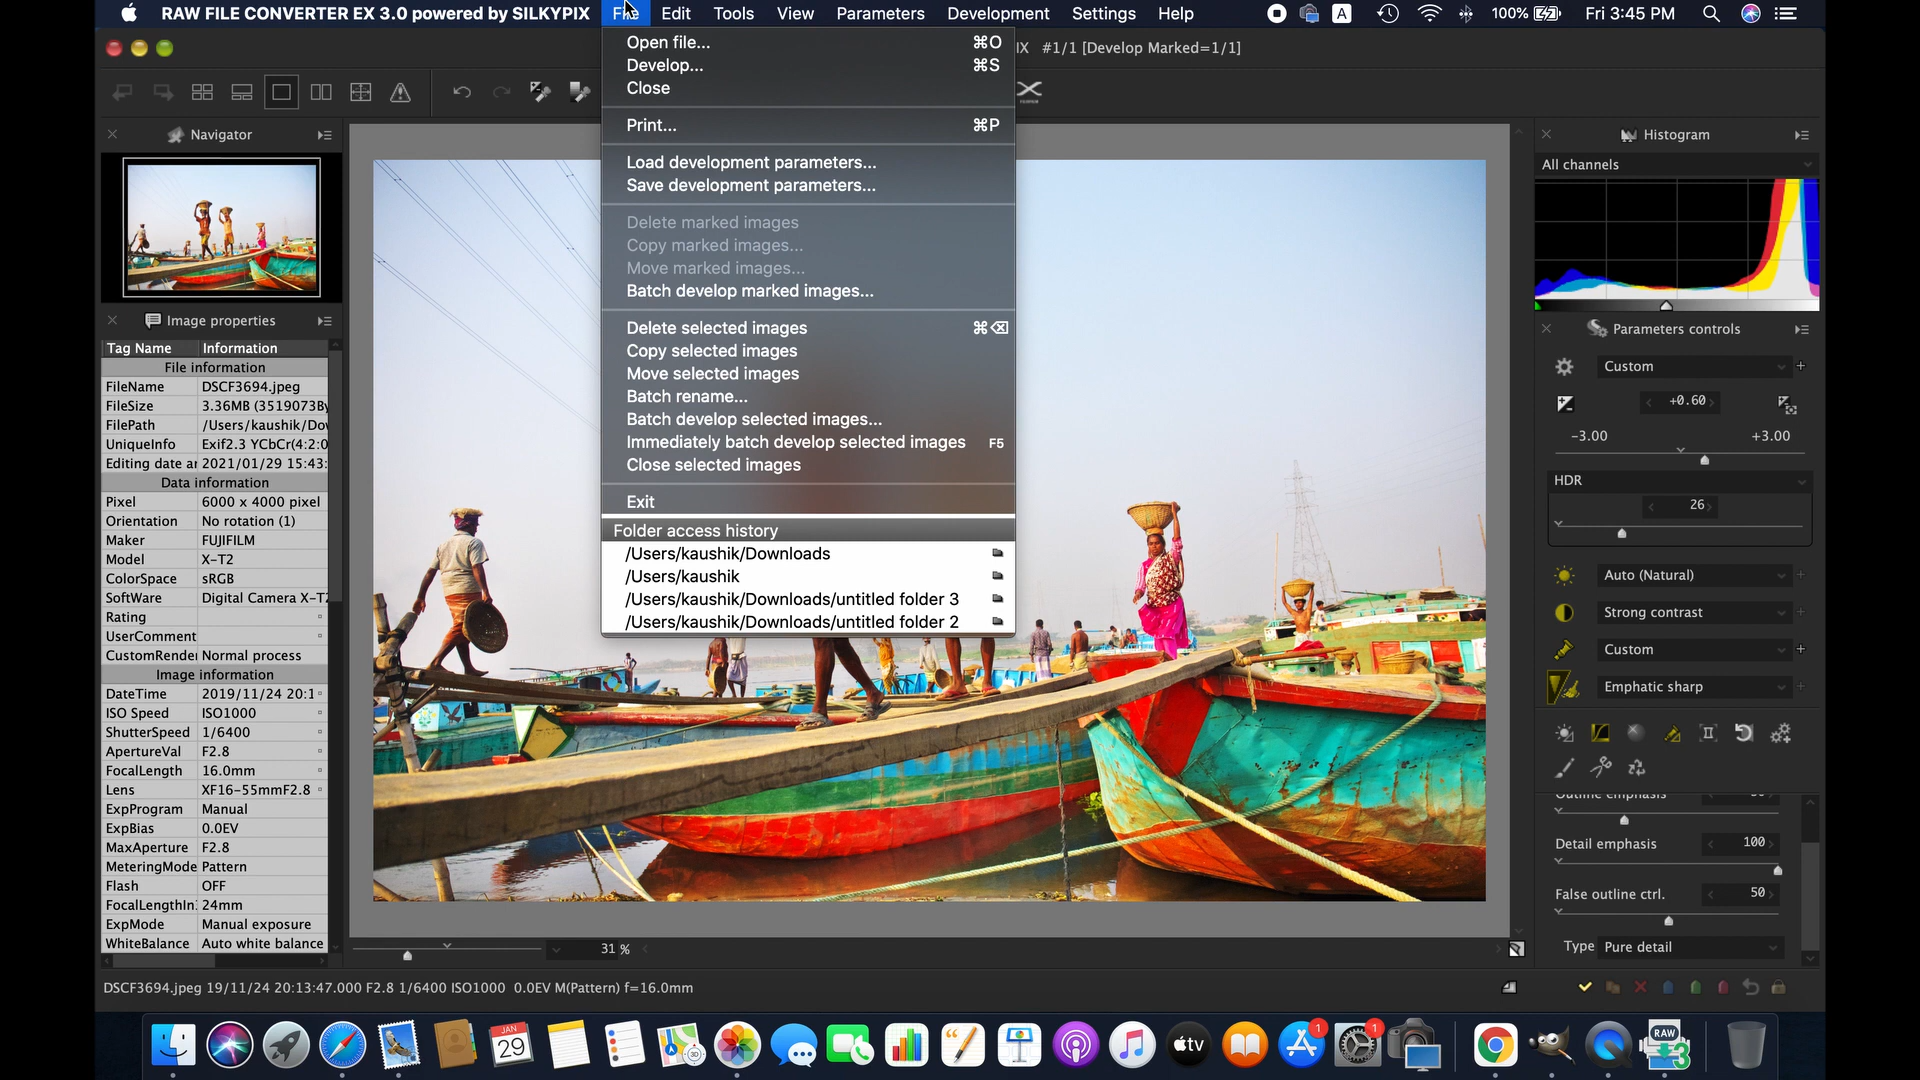 RAW FILE CONVERTER EX 3.0 powered by SILKYPIX File Edit Tools View Parameters Development Settings Help A 100% Fri 3:45 PM
IX #1/1 [Develop Marked=1/1]
Open file... ⌘O
Develop... ⌘S
Close
Print... ⌘P
Load development parameters...
Save development parameters...
Delete marked images
Copy marked images...
Move marked images...
Batch develop marked images...
Delete selected images ⌘⌫
Copy selected images
Move selected images
Batch rename...
Batch develop selected images...
Immediately batch develop selected images F5
Close selected images
Exit
Folder access history
/Users/kaushik/Downloads
/Users/kaushik
/Users/kaushik/Downloads/untitled folder 3
/Users/kaushik/Downloads/untitled folder 2
Navigator
Image properties
Tag Name Information
File information
FileName DSCF3694.jpeg
FileSize 3.36MB (3519073By
FilePath /Users/kaushik/Dow
UniqueInfo Exif2.3 YCbCr(4:2:0
Editing date ar 2021/01/29 15:43:
Data information
Pixel 6000 x 4000 pixel
Orientation No rotation (1)
Maker FUJIFILM
Model X-T2
ColorSpace sRGB
SoftWare Digital Camera X-T2
Rating
UserComment
CustomRender Normal process
Image information
DateTime 2019/11/24 20:1
ISO Speed ISO1000
ShutterSpeed 1/6400
ApertureVal F2.8
FocalLength 16.0mm
Lens XF16-55mmF2.8
ExpProgram Manual
ExpBias 0.0EV
MaxAperture F2.8
MeteringMode Pattern
Flash OFF
FocalLengthIn: 24mm
ExpMode Manual exposure
WhiteBalance Auto white balance
31 %
DSCF3694.jpeg 19/11/24 20:13:47.000 F2.8 1/6400 ISO1000 0.0EV M(Pattern) f=16.0mm
Histogram
All channels
Parameters controls
Custom
+0.60
-3.00 +3.00
HDR
26
Auto (Natural)
Strong contrast
Custom
Emphatic sharp
Outline emphasis
Detail emphasis 100
False outline ctrl. 50
Type Pure detail
JAN
29
tv
1
1
RAW
3